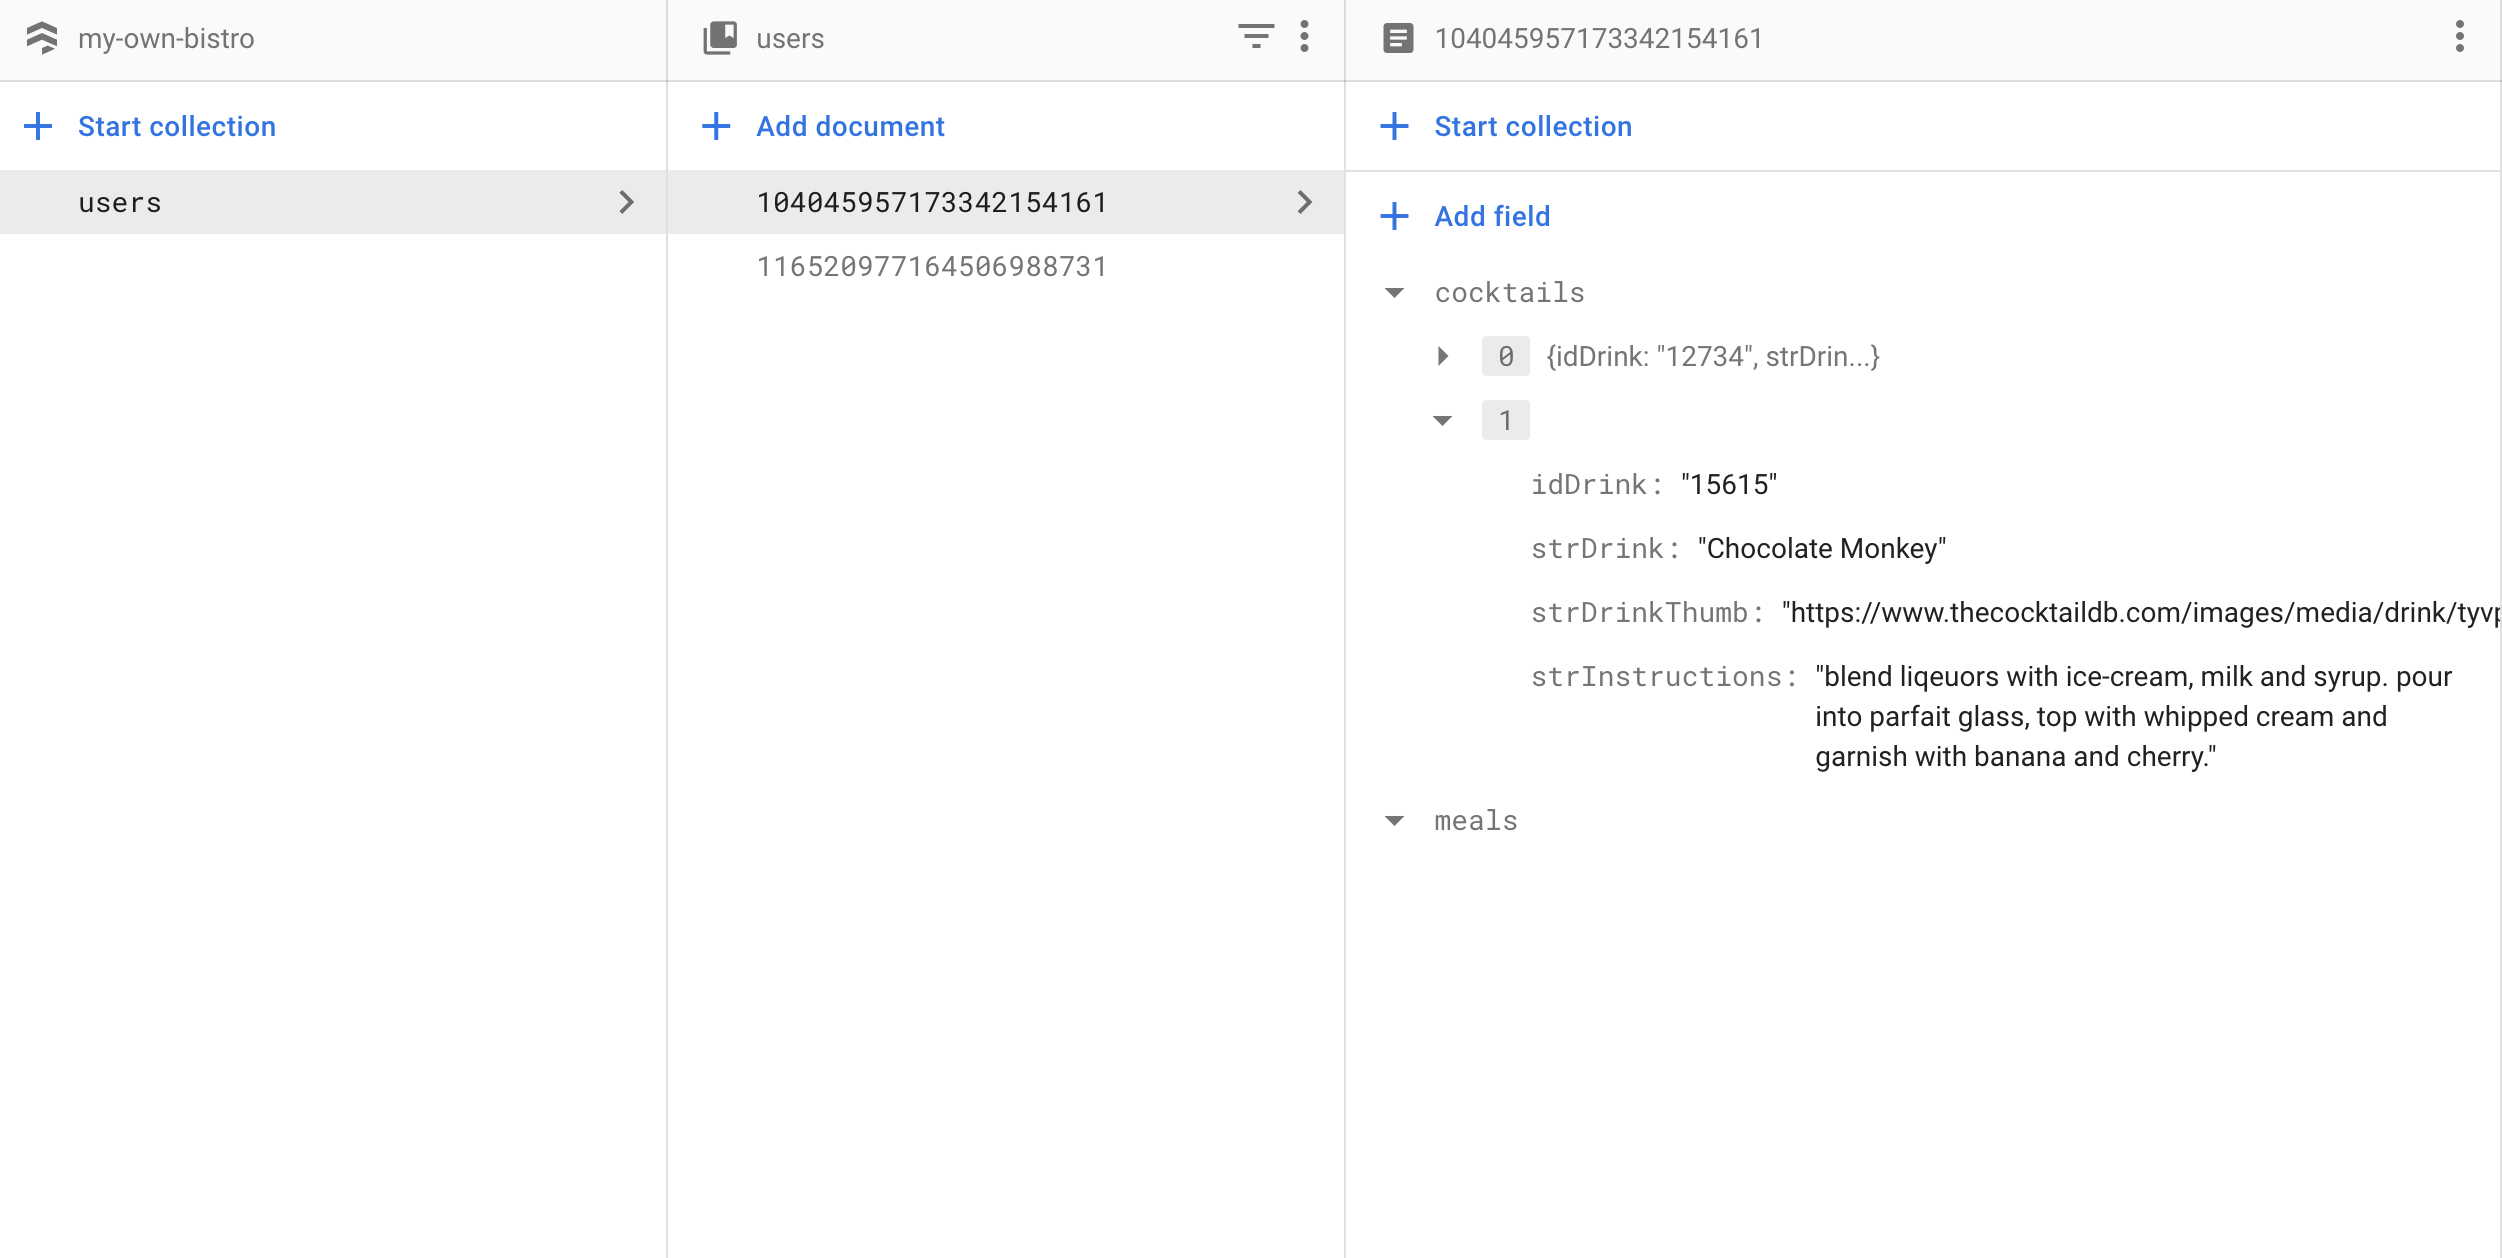 my-own-bistro
Start collection
users
users
Add document
104045957173342154161
116520977164506988731
104045957173342154161
Start collection
Add field
cocktails
0 {idDrink: "12734", strDrin...}
1
idDrink: "15615"
strDrink: "Chocolate Monkey"
strDrinkThumb: "https://www.thecocktaildb.com/images/media/drink/tyvp
strInstructions: "blend liqeuors with ice-cream, milk and syrup. pour
into parfait glass, top with whipped cream and
garnish with banana and cherry."
meals